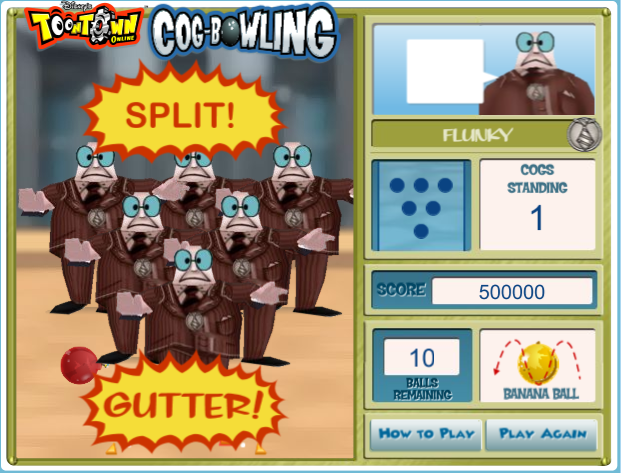 Disney's
TOONTOWN
ONLINE
COG-BOWLING
SPLIT!
GUTTER!
FLUNKY
COGS
STANDING
1
SCORE 500000
10
BALLS
REMAINING
BANANA BALL
HOW TO PLAY
PLAY AGAIN